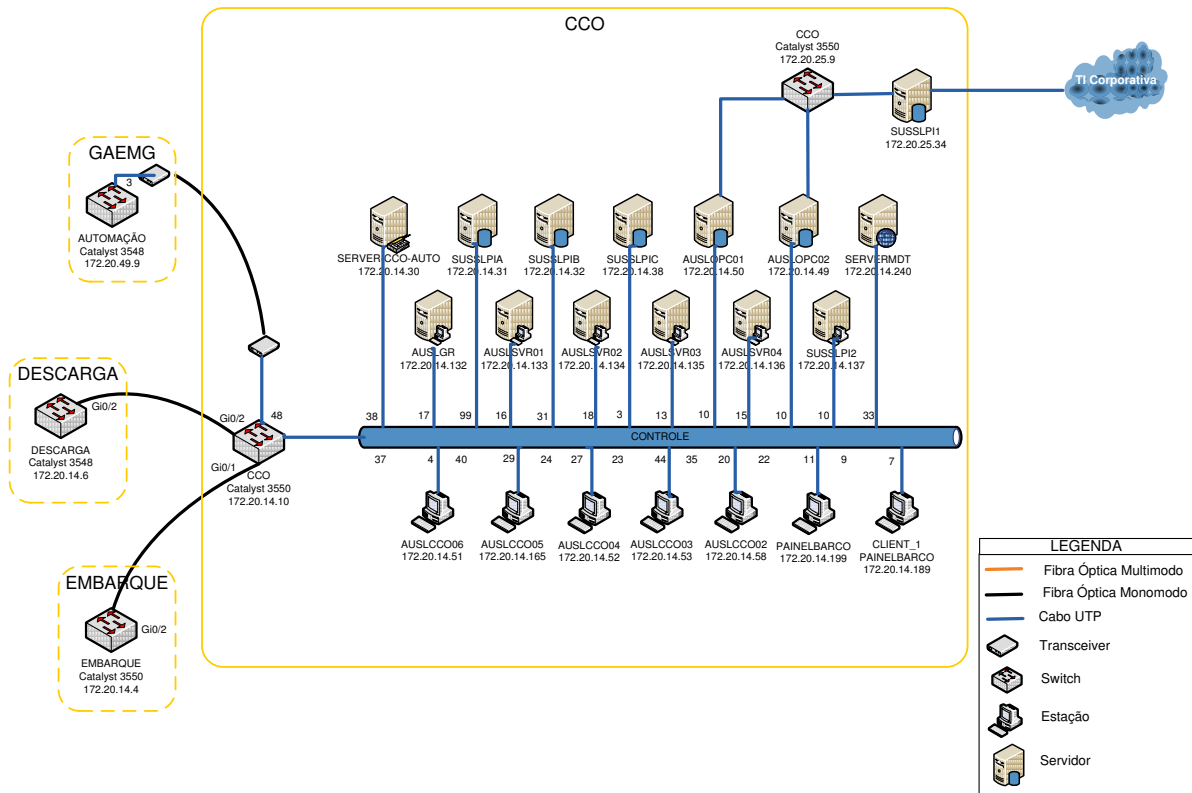 CCO
CCO
Catalyst 3550
172.20.25.9
TI Corporativa
SUSSLPI1
172.20.25.34
GAEMG
3
AUTOMAÇÃO
Catalyst 3548
172.20.49.9
SERVER-CCO-AUTO
172.20.14.30
SUSSLPIA
172.20.14.31
SUSSLPIB
172.20.14.32
SUSSLPIC
172.20.14.38
AUSLOPC01
172.20.14.50
AUSLOPC02
172.20.14.49
SERVERMDT
172.20.14.240
AUSLGR
172.20.14.132
AUSLSVR01
172.20.14.133
AUSLSVR02
172.20.14.134
AUSLSVR03
172.20.14.135
AUSLSVR04
172.20.14.136
SUSSLPI2
172.20.14.137
DESCARGA
Gi0/2
DESCARGA
Catalyst 3548
172.20.14.6
Gi0/2
48
Gi0/1
CCO
Catalyst 3550
172.20.14.10
38 17 99 16 31 18 3 13 10 15 10 10 33
CONTROLE
37 4 40 29 24 27 23 44 35 20 22 11 9 7
AUSLCCO06
172.20.14.51
AUSLCCO05
172.20.14.165
AUSLCCO04
172.20.14.52
AUSLCCO03
172.20.14.53
AUSLCCO02
172.20.14.58
PAINELBARCO
172.20.14.199
CLIENT_1
PAINELBARCO
172.20.14.189
EMBARQUE
Gi0/2
EMBARQUE
Catalyst 3550
172.20.14.4
LEGENDA
Fibra Óptica Multimodo
Fibra Óptica Monomodo
Cabo UTP
Transceiver
Switch
Estação
Servidor